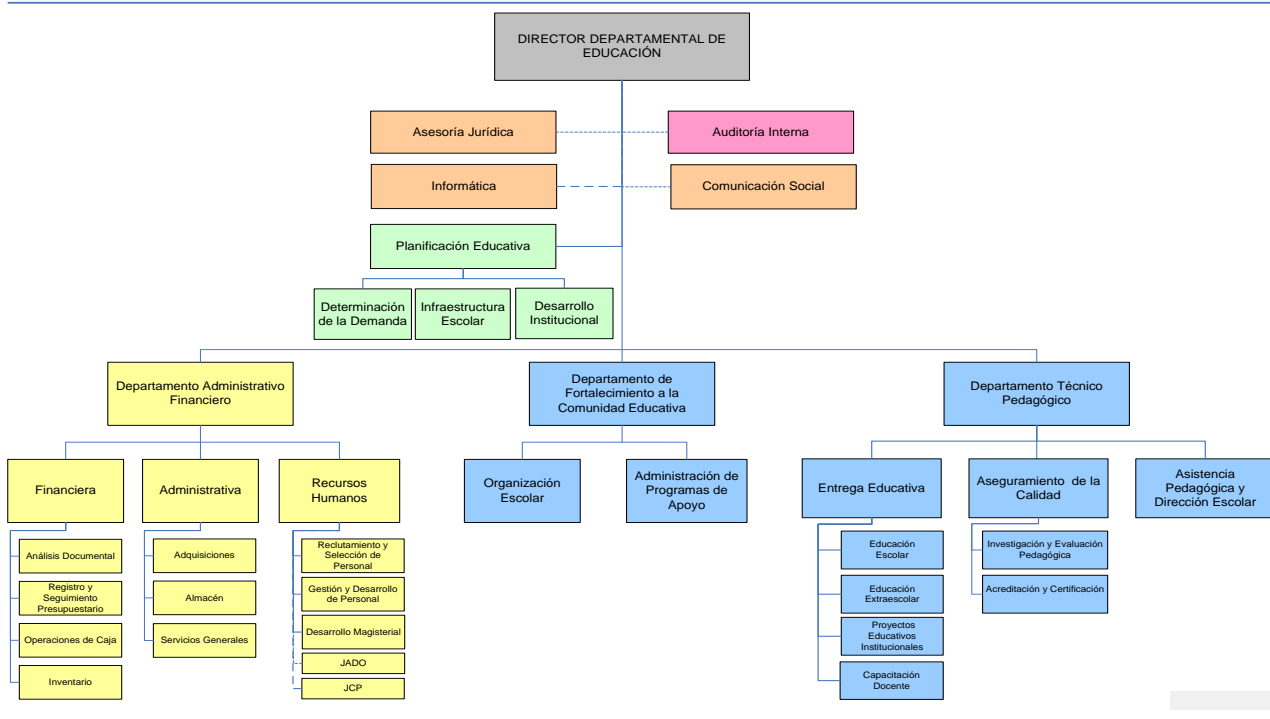 DIRECTOR DEPARTAMENTAL DE
EDUCACIÓN
Asesoría Jurídica
Auditoría Interna
Informática
Comunicación Social
Planificación Educativa
Determinación
de la Demanda
Infraestructura
Escolar
Desarrollo
Institucional
Departamento Administrativo
Financiero
Departamento de
Fortalecimiento a la
Comunidad Educativa
Departamento Técnico
Pedagógico
Financiera
Administrativa
Recursos
Humanos
Organización
Escolar
Administración de
Programas de
Apoyo
Entrega Educativa
Aseguramiento de la
Calidad
Asistencia
Pedagógica y
Dirección Escolar
Análisis Documental
Registro y
Seguimiento
Presupuestario
Operaciones de Caja
Inventario
Adquisiciones
Almacén
Servicios Generales
Reclutamiento y
Selección de
Personal
Gestión y Desarrollo
de Personal
Desarrollo Magisterial
JADO
JCP
Educación
Escolar
Educación
Extraescolar
Proyectos
Educativos
Institucionales
Capacitación
Docente
Investigación y Evaluación
Pedagógica
Acreditación y Certificación